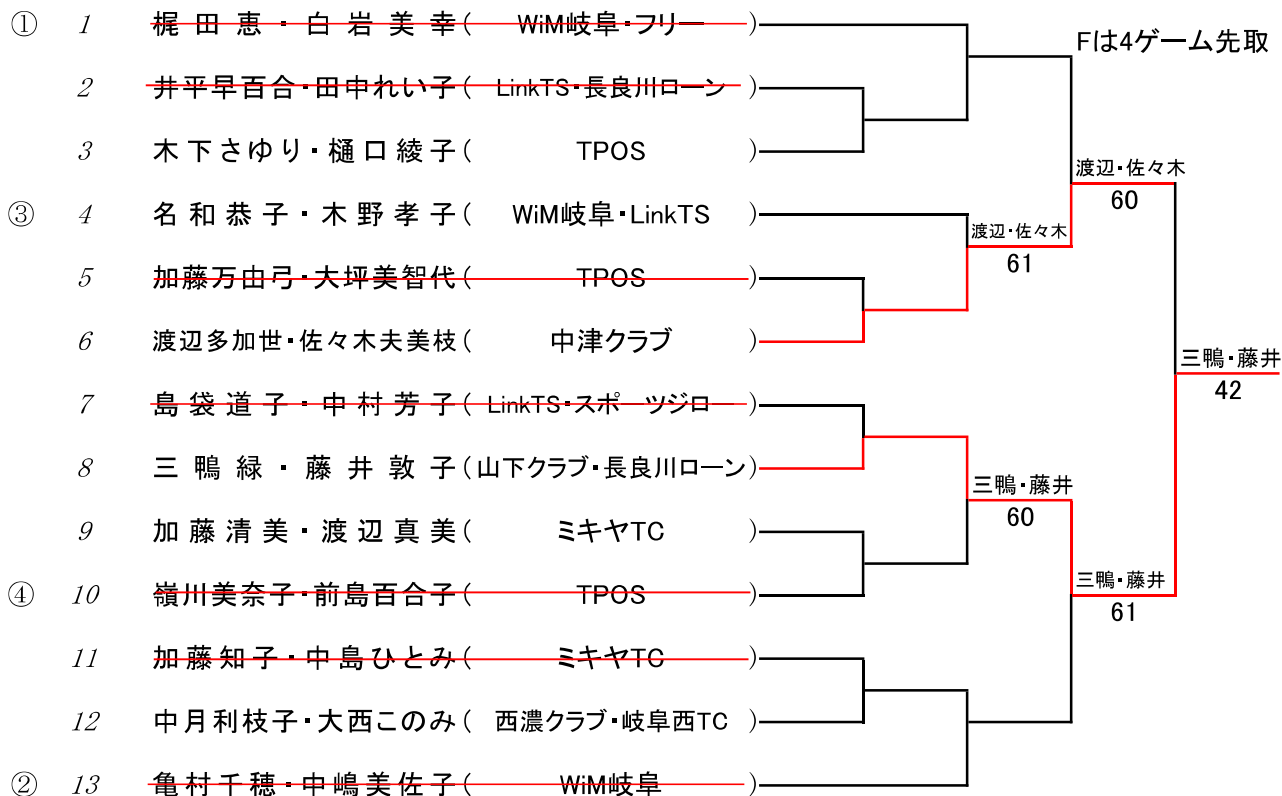 ① 1 梶田恵・白岩美幸( WiM岐阜・フリー )
Fは4ゲーム先取
2 井平早百合・田中れい子( LinkTS・長良川ローン )
3 木下さゆり・樋口綾子( TPOS )
渡辺・佐々木
60
③ 4 名和恭子・木野孝子( WiM岐阜・LinkTS )
渡辺・佐々木
61
5 加藤万由弓・大坪美智代( TPOS )
6 渡辺多加世・佐々木夫美枝( 中津クラブ )
三鴨・藤井
42
7 島袋道子・中村芳子( LinkTS・スポーツジロー )
8 三鴨緑・藤井敦子(山下クラブ・長良川ローン)
三鴨・藤井
60
9 加藤清美・渡辺真美( ミキヤTC )
④ 10 嶺川美奈子・前島百合子( TPOS )
三鴨・藤井
61
11 加藤知子・中島ひとみ( ミキヤTC )
12 中月利枝子・大西このみ( 西濃クラブ・岐阜西TC )
② 13 亀村千穂・中嶋美佐子( WiM岐阜 )